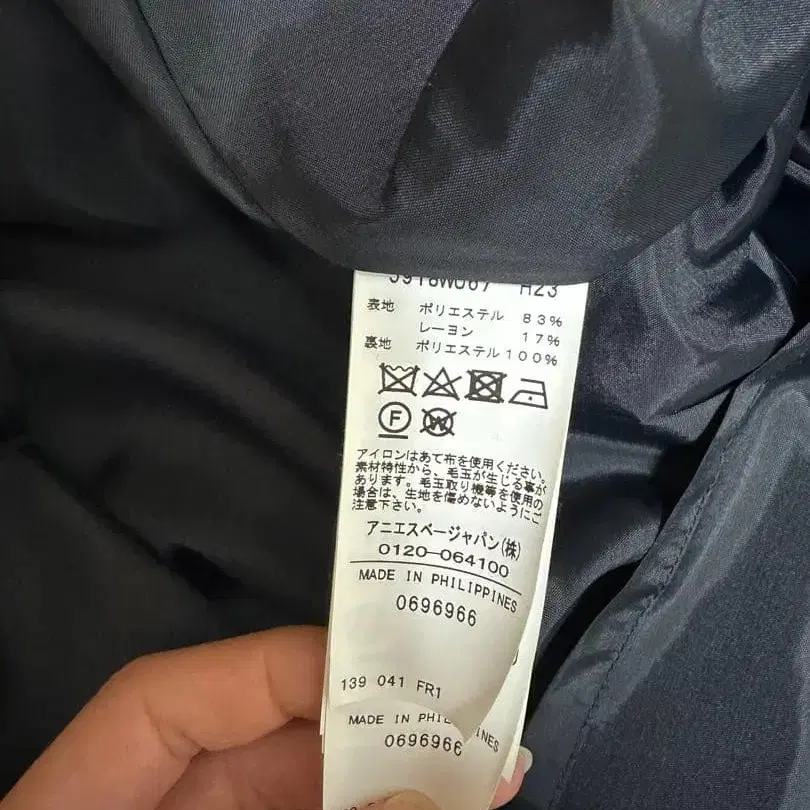 H23
表地 ポリエステル 83%
レーヨン 17%
裏地 ポリエステル100%
F
W
アイロンはあて布を使用ください。
素材特性から、毛玉が生じる事が
あります。毛玉取り機等を使用の
場合は、生地を傷めないようにご
注意下さい。
アニエスベージャパン(株)
0120-064100
MADE IN PHILIPPINES
0696966
139 041 FR1
MADE IN PHIL
INES
0696966